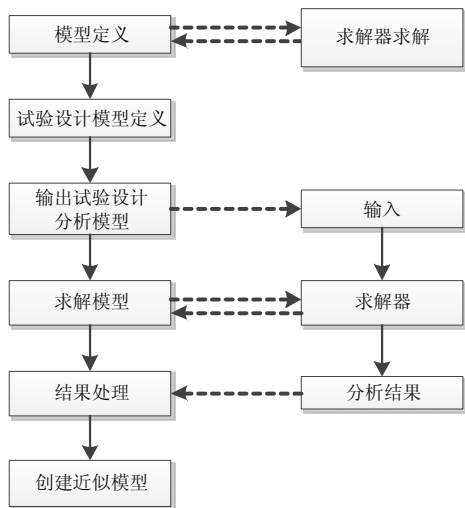 模型定义
求解器求解
试验设计模型定义
输出试验设计
分析模型
输入
求解模型
求解器
结果处理
分析结果
创建近似模型